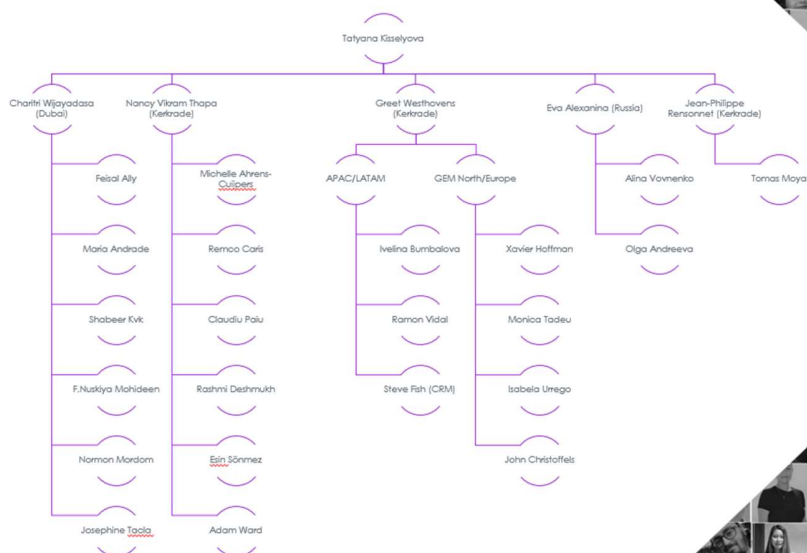 Tatyana Kisselyova
Charitri Wijayadasa
(Dubai)
Nancy Vikram Thapa
(Kerkrade)
Greet Westhovens
(Kerkrade)
Eva Alexanina (Russia)
Jean-Philippe
Rensonnet (Kerkrade)
Feisal Ally
Michelle Ahrens-
Cuijpers
APAC/LATAM
GEM North/Europe
Alina Vovnenko
Tomas Moya
Maria Andrade
Remco Caris
Ivelina Bumbalova
Xavier Hoffman
Olga Andreeva
Shabeer Kvk
Claudiu Paiu
Ramon Vidal
Monica Tadeu
F.Nuskiya Mohideen
Rashmi Deshmukh
Steve Fish (CRM)
Isabela Urrego
Normon Mordom
Esin Sönmez
John Christoffels
Josephine Taola
Adam Ward